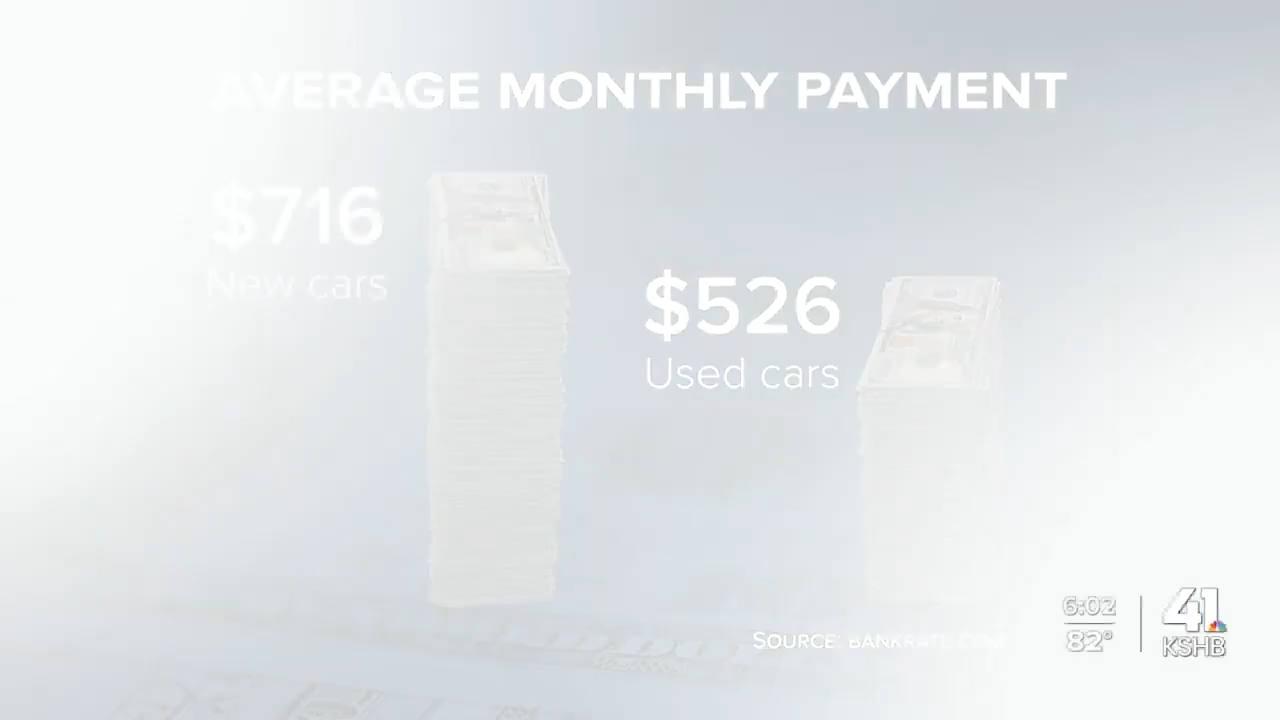 AVERAGE MONTHLY PAYMENT
$716
New cars
$526
Used cars
SOURCE: BANKRATE.COM
6:02
82°
41
KSHB